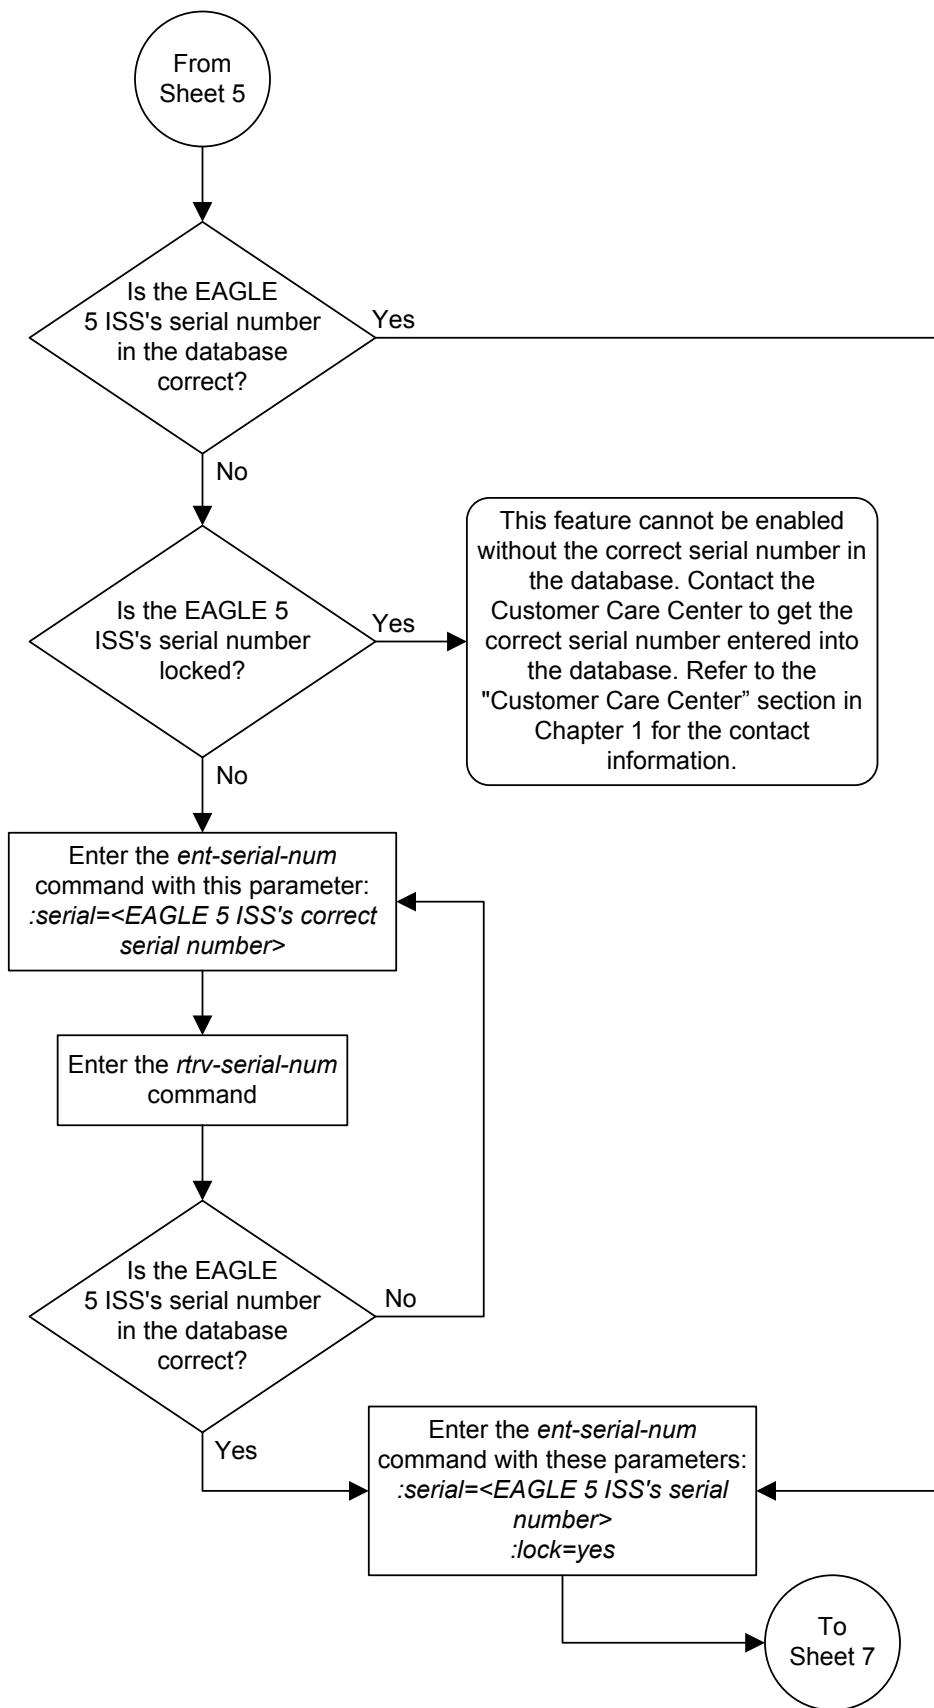 From
Sheet 5
Is the EAGLE
5 ISS's serial number
in the database
correct?
Yes
No
Is the EAGLE 5
ISS's serial number
locked?
Yes
This feature cannot be enabled
without the correct serial number in
the database. Contact the
Customer Care Center to get the
correct serial number entered into
the database. Refer to the
"Customer Care Center” section in
Chapter 1 for the contact
information.
No
Enter the ent-serial-num
command with this parameter:
:serial=<EAGLE 5 ISS's correct
serial number>
Enter the rtrv-serial-num
command
Is the EAGLE
5 ISS's serial number
in the database
correct?
No
Yes
Enter the ent-serial-num
command with these parameters:
:serial=<EAGLE 5 ISS's serial
number>
:lock=yes
To
Sheet 7